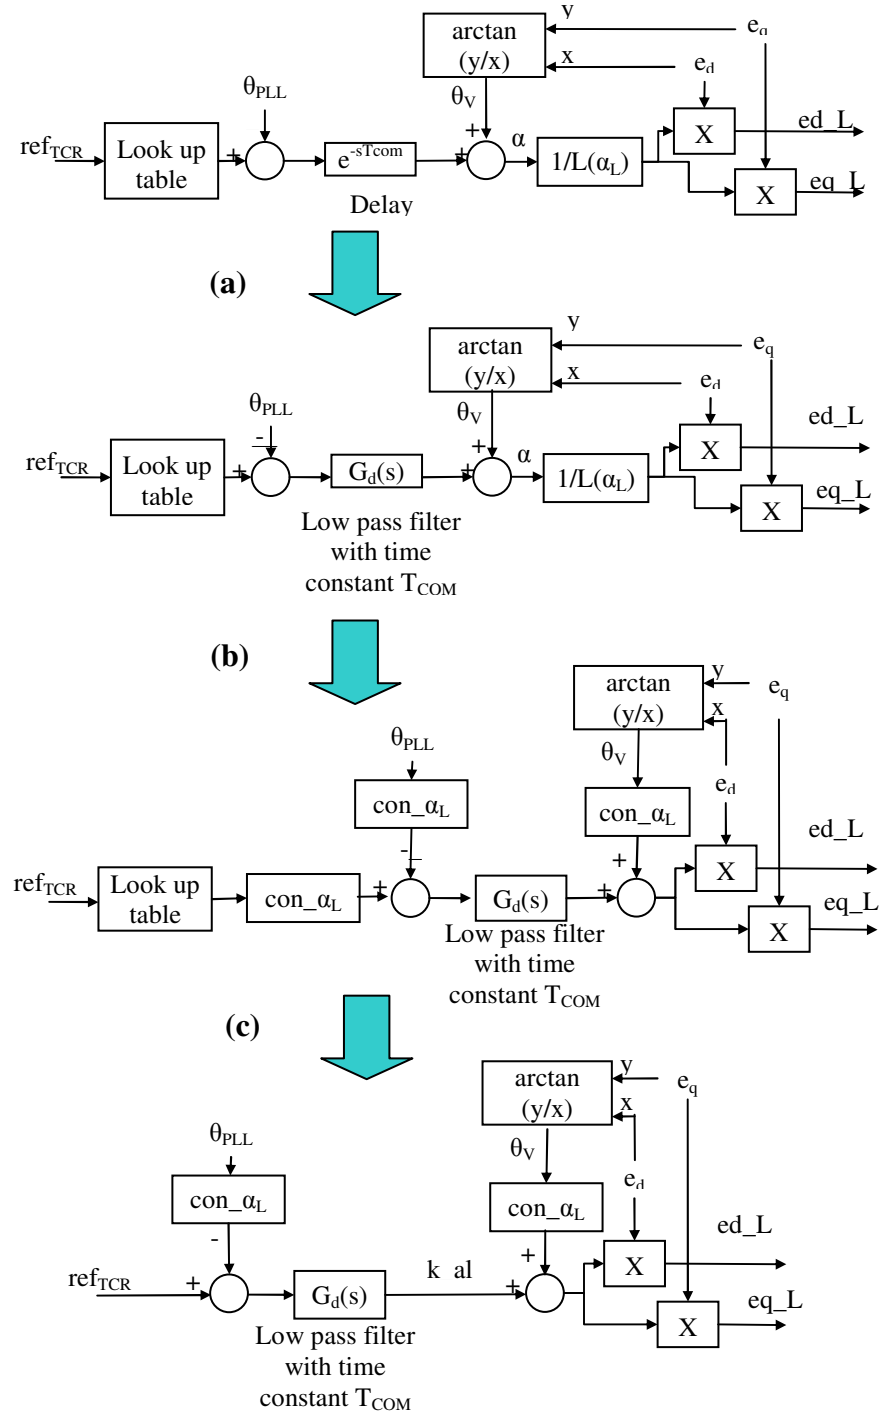 y
arctan
(y/x)
e_q
x
e_d
θ_PLL
θ_V
ref_TCR
Look up
table
+
e^-sTcom
+
+
α
1/L(α_L)
X
ed_L
X
eq_L
Delay
(a)
y
arctan
(y/x)
e_q
x
e_d
θ_PLL
-
θ_V
ref_TCR
Look up
table
+
G_d(s)
+
+
α
1/L(α_L)
X
ed_L
X
eq_L
Low pass filter
with time
constant T_COM
(b)
arctan
(y/x)
y
e_q
x
θ_PLL
θ_V
con_α_L
con_α_L
e_d
ed_L
-
+
X
ref_TCR
Look up
table
con_α_L
+
G_d(s)
+
eq_L
X
Low pass filter
with time
constant T_COM
(c)
arctan
(y/x)
y
e_q
x
θ_PLL
θ_V
con_α_L
con_α_L
e_d
ed_L
-
+
X
ref_TCR
+
G_d(s)
k al
+
eq_L
X
Low pass filter
with time
constant T_COM